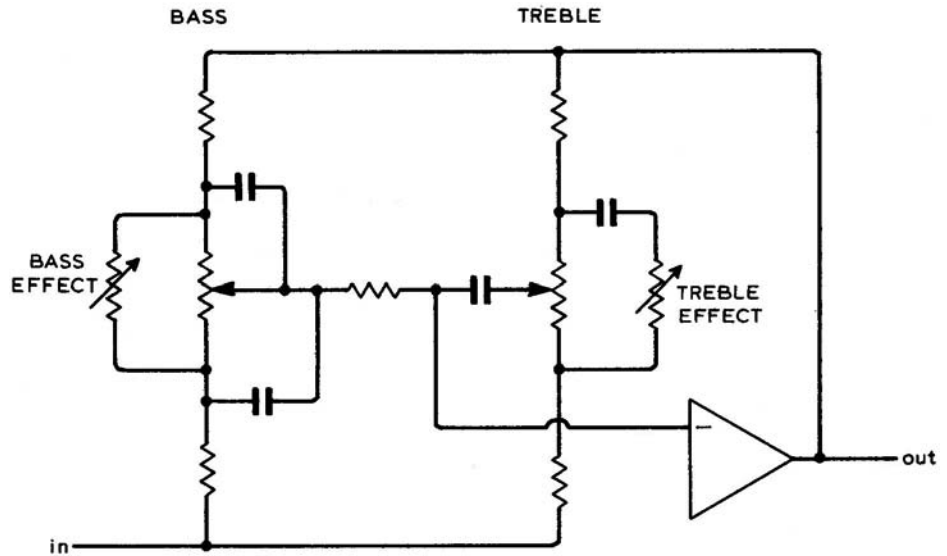 BASS
TREBLE
BASS
EFFECT
TREBLE
EFFECT
−
out
in